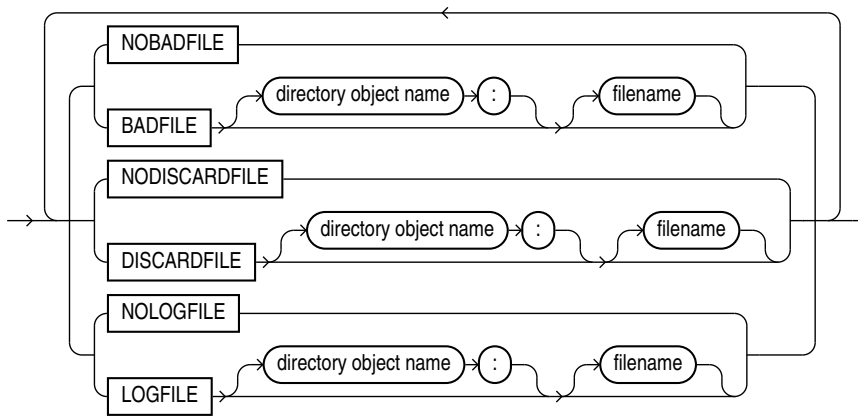 NOBADFILE
BADFILE directory object name : filename
NODISCARDFILE
DISCARDFILE directory object name : filename
NOLOGFILE
LOGFILE directory object name : filename